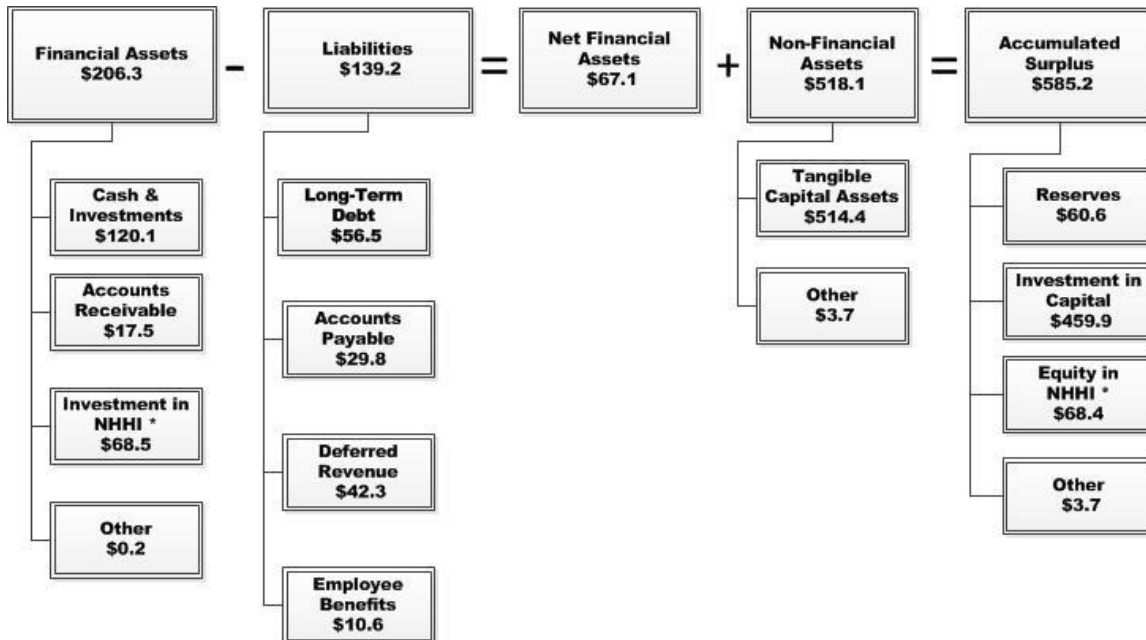 Financial Assets
$206.3
-
Liabilities
$139.2
=
Net Financial
Assets
$67.1
+
Non-Financial
Assets
$518.1
=
Accumulated
Surplus
$585.2
Cash &
Investments
$120.1
Accounts
Receivable
$17.5
Investment in
NHHI *
$68.5
Other
$0.2
Long-Term
Debt
$56.5
Accounts
Payable
$29.8
Deferred
Revenue
$42.3
Employee
Benefits
$10.6
Tangible
Capital Assets
$514.4
Other
$3.7
Reserves
$60.6
Investment in
Capital
$459.9
Equity in
NHHI *
$68.4
Other
$3.7